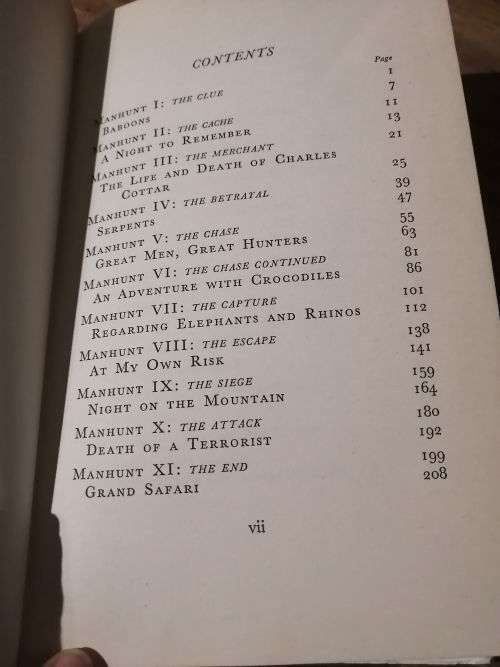 CONTENTS
Page
Manhunt I: THE CLUE 1
Baboons 7
Manhunt II: THE CACHE 11
A Night to Remember 13
Manhunt III: THE MERCHANT 21
The Life and Death of Charles
Cottar 25
Manhunt IV: THE BETRAYAL 39
Serpents 47
Manhunt V: THE CHASE 55
Great Men, Great Hunters 63
Manhunt VI: THE CHASE CONTINUED 81
An Adventure with Crocodiles 86
Manhunt VII: THE CAPTURE 101
Regarding Elephants and Rhinos 112
Manhunt VIII: THE ESCAPE 138
At My Own Risk 141
Manhunt IX: THE SIEGE 159
Night on the Mountain 164
Manhunt X: THE ATTACK 180
Death of a Terrorist 192
Manhunt XI: THE END 199
Grand Safari 208
vii